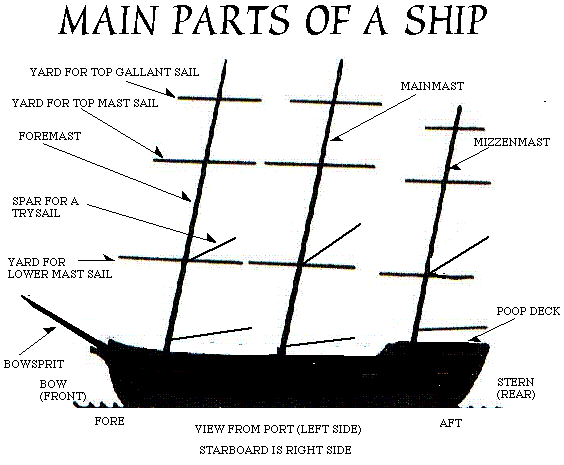 MAIN PARTS OF A SHIP
YARD FOR TOP GALLANT SAIL
YARD FOR TOP MAST SAIL
FOREMAST
SPAR FOR A
TRYSAIL
YARD FOR
LOWER MAST SAIL
BOWSPRIT
BOW
(FRONT)
FORE
MAINMAST
MIZZENMAST
POOP DECK
STERN
(REAR)
AFT
VIEW FROM PORT (LEFT SIDE)
STARBOARD IS RIGHT SIDE